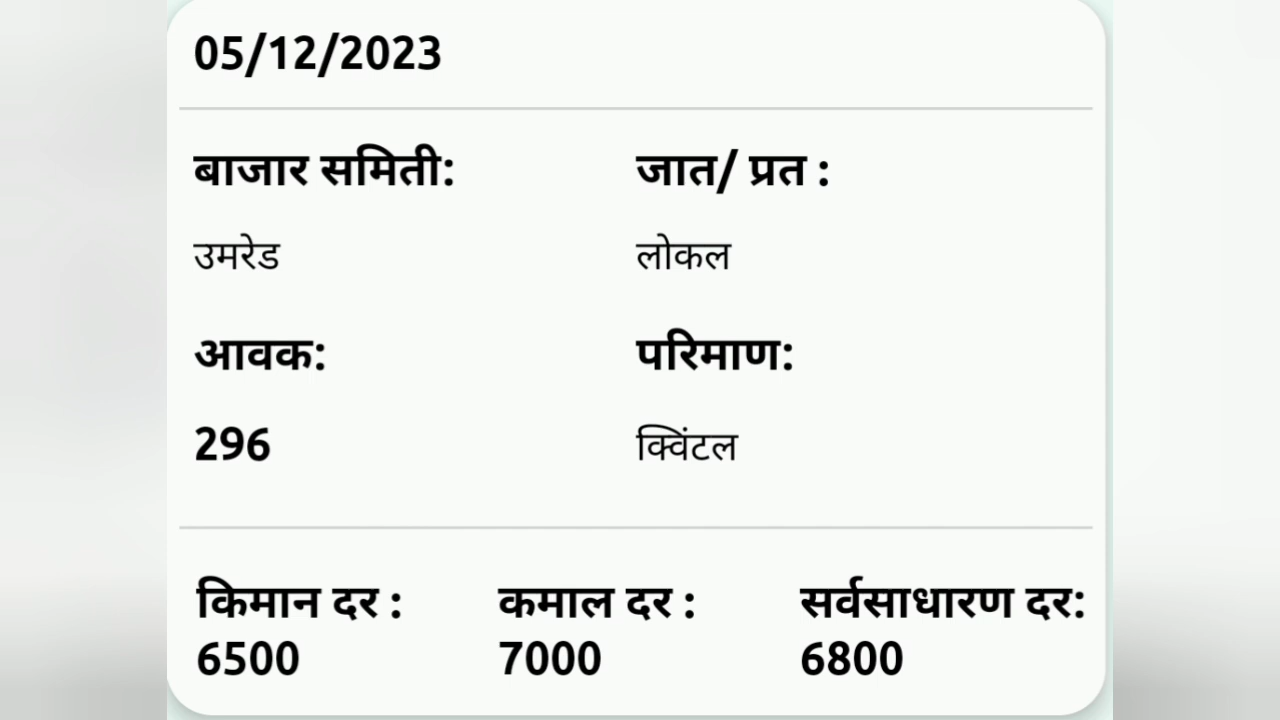 05/12/2023
बाजार समिती: जात/ प्रत :
उमरेड लोकल
आवक: परिमाण:
296 क्विंटल
किमान दर : कमाल दर : सर्वसाधारण दर:
6500 7000 6800